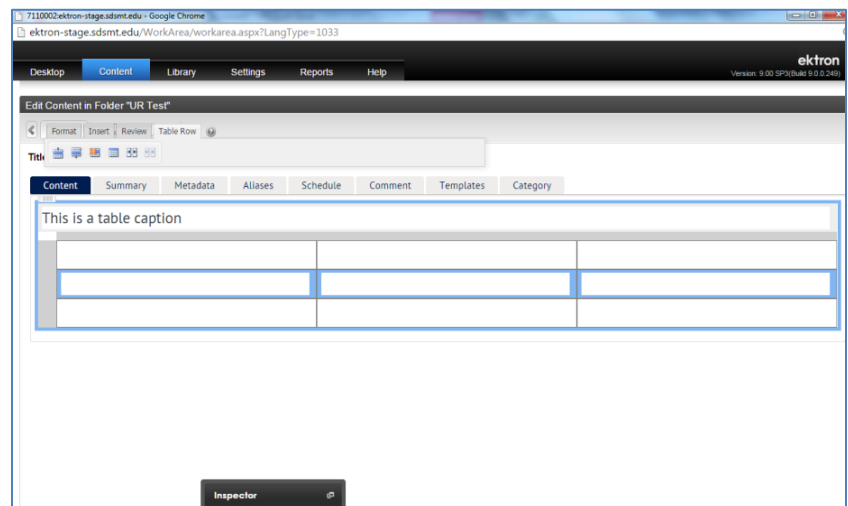 7110002:ektron-stage.sdsmt.edu - Google Chrome
ektron-stage.sdsmt.edu/WorkArea/workarea.aspx?LangType=1033
ektron
Desktop Content Library Settings Reports Help
Version: 9.00 SP3(Build 9.0.0.249)
Edit Content in Folder "UR Test"
Format Insert Review Table Row
Title
Content Summary Metadata Aliases Schedule Comment Templates Category
This is a table caption
Inspector